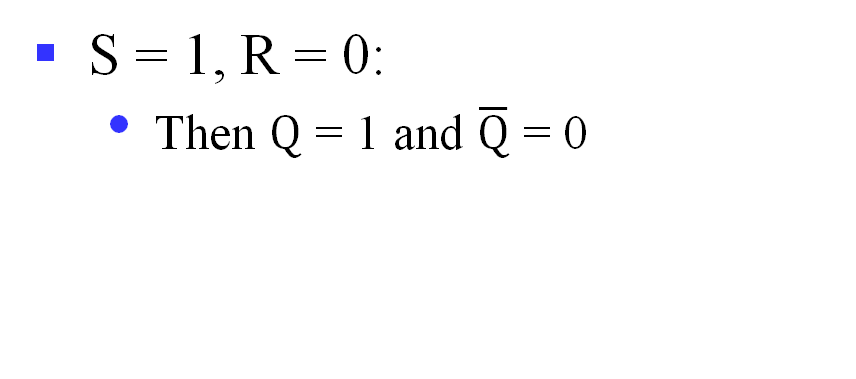 S = 1, R = 0:
Then Q = 1 and Q̅ = 0